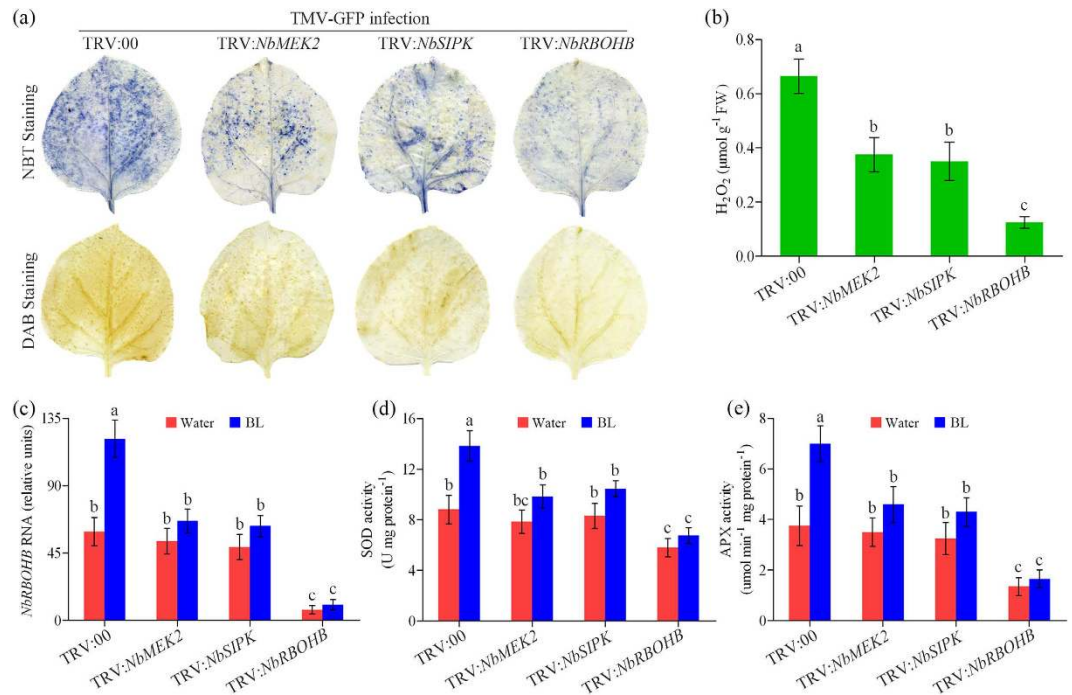 (a)
TMV-GFP infection
TRV:00 TRV:NbMEK2 TRV:NbSIPK TRV:NbRBOHB
NBT Staining
DAB Staining
(b)
H₂O₂ (μmol g⁻¹ FW)
0.8
0.6
0.4
0.2
0.0
a
b
b
c
TRV:00
TRV:NbMEK2
TRV:NbSIPK
TRV:NbRBOHB
(c)
Water BL
NbRBOHB RNA (relative units)
135
90
45
0
b a
b b
b b
c c
TRV:00
TRV:NbMEK2
TRV:NbSIPK
TRV:NbRBOHB
(d)
Water BL
SOD activity
(U mg protein⁻¹)
16
12
8
4
0
b a
bc b
b b
c c
TRV:00
TRV:NbMEK2
TRV:NbSIPK
TRV:NbRBOHB
(e)
Water BL
APX activity
(umol min⁻¹ mg protein⁻¹)
8
6
4
2
0
b a
b b
b b
c c
TRV:00
TRV:NbMEK2
TRV:NbSIPK
TRV:NbRBOHB